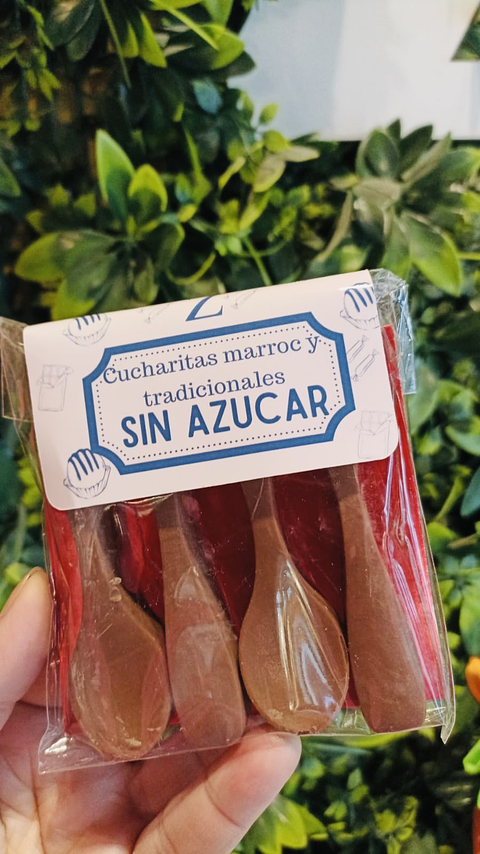 Z
Cucharitas marroc y
tradicionales
SIN AZUCAR